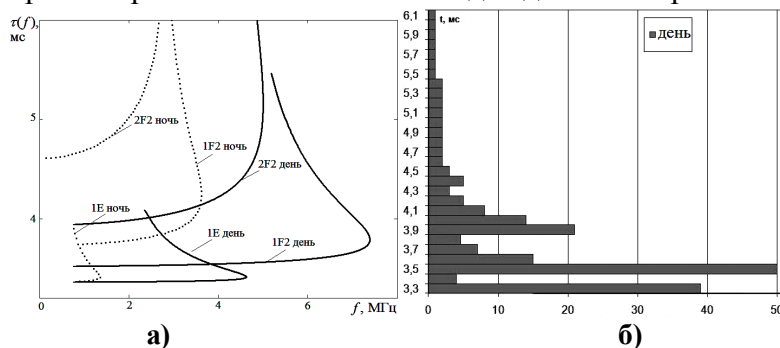 τ(f),
мс
5
4
0
2
4
6
f, МГц
2F2 ночь
1F2 ночь
2F2 день
1E ночь
1E день
1F2 день
а)
t, мс
день
6,1
5,9
5,7
5,5
5,3
5,1
4,9
4,7
4,5
4,3
4,1
3,9
3,7
3,5
3,3
0
10
20
30
40
50
б)